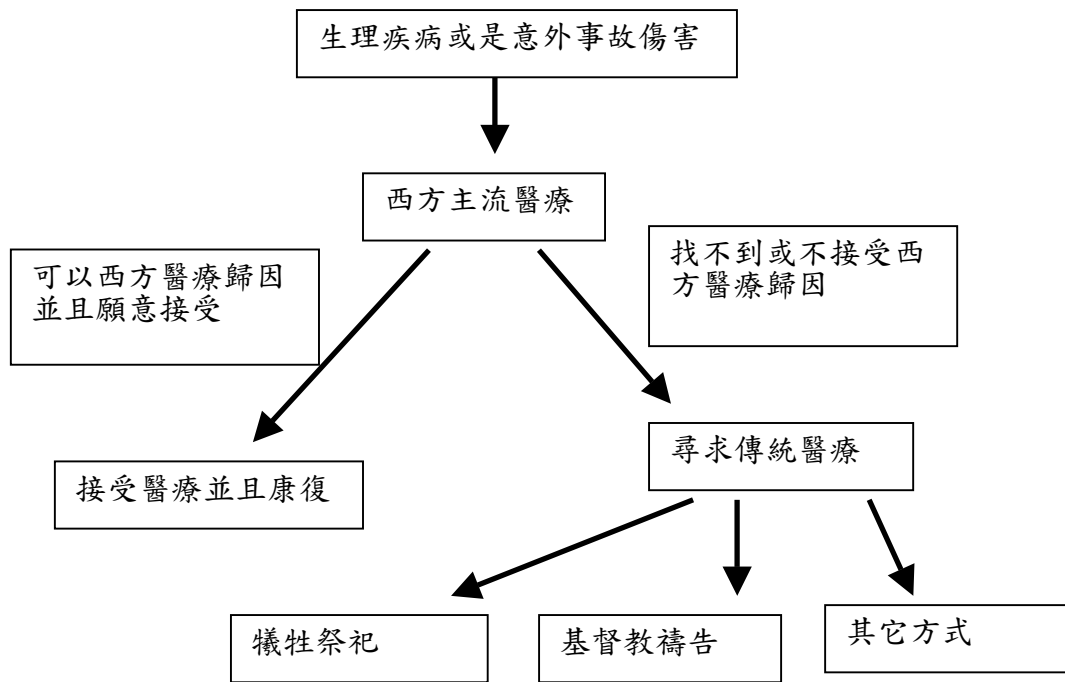 生理疾病或是意外事故傷害
西方主流醫療
可以西方醫療歸因
並且願意接受
找不到或不接受西
方醫療歸因
尋求傳統醫療
接受醫療並且康復
犧牲祭祀
基督教禱告
其它方式